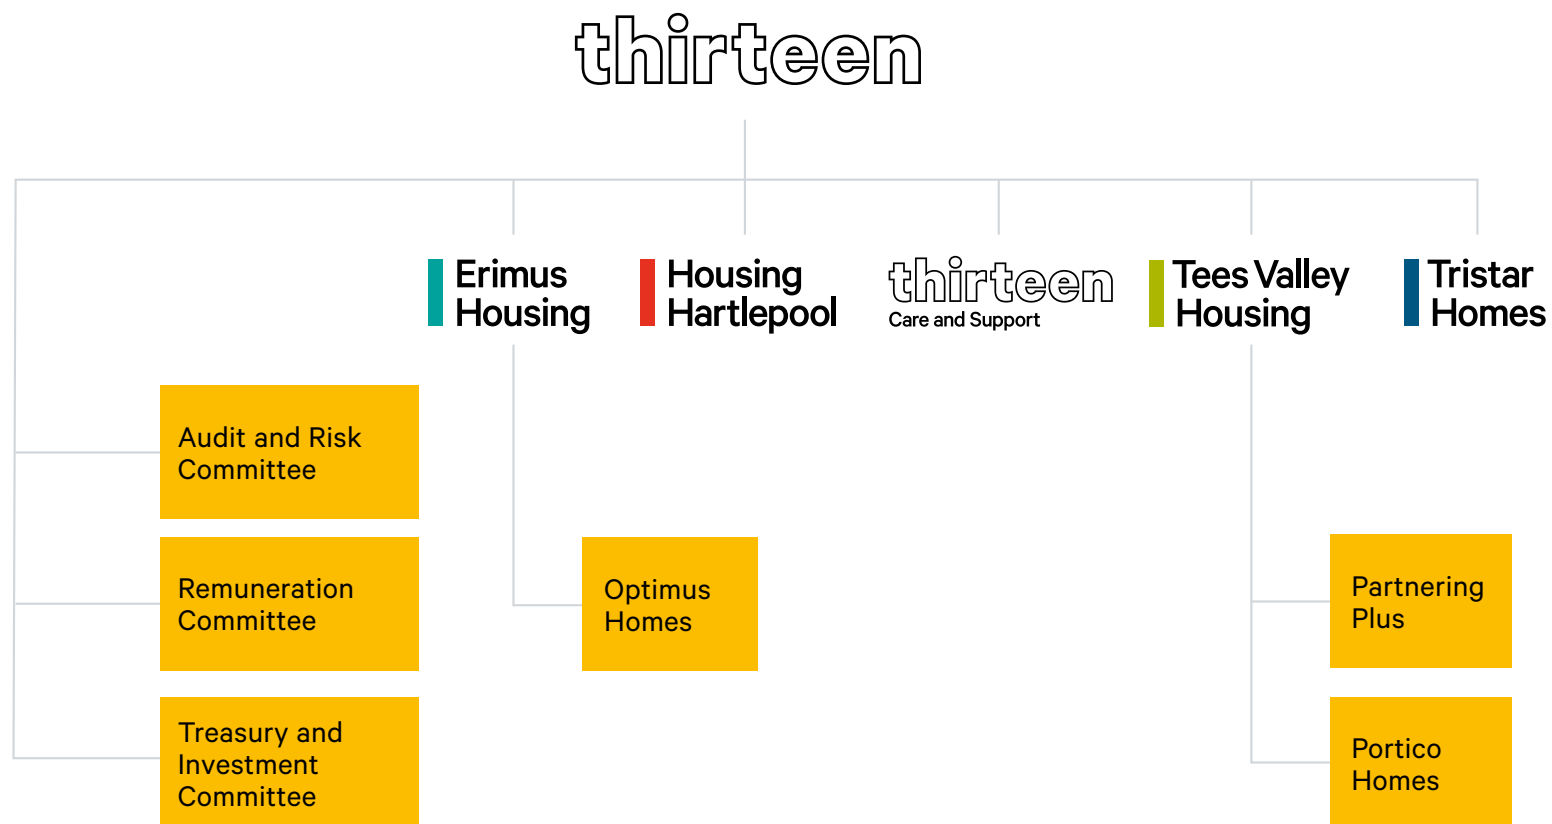 thirteen
Erimus
Housing
Housing
Hartlepool
thirteen
Care and Support
Tees Valley
Housing
Tristar
Homes
Audit and Risk
Committee
Remuneration
Committee
Treasury and
Investment
Committee
Optimus
Homes
Partnering
Plus
Portico
Homes